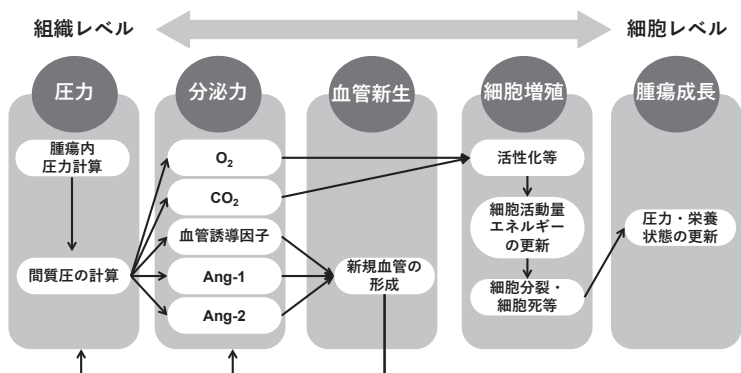 組織レベル
細胞レベル
圧力
分泌力
血管新生
細胞増殖
腫瘍成長
腫瘍内
圧力計算
間質圧の計算
O₂
CO₂
血管誘導因子
Ang-1
Ang-2
新規血管の
形成
活性化等
細胞活動量
エネルギー
の更新
細胞分裂・
細胞死等
圧力・栄養
状態の更新